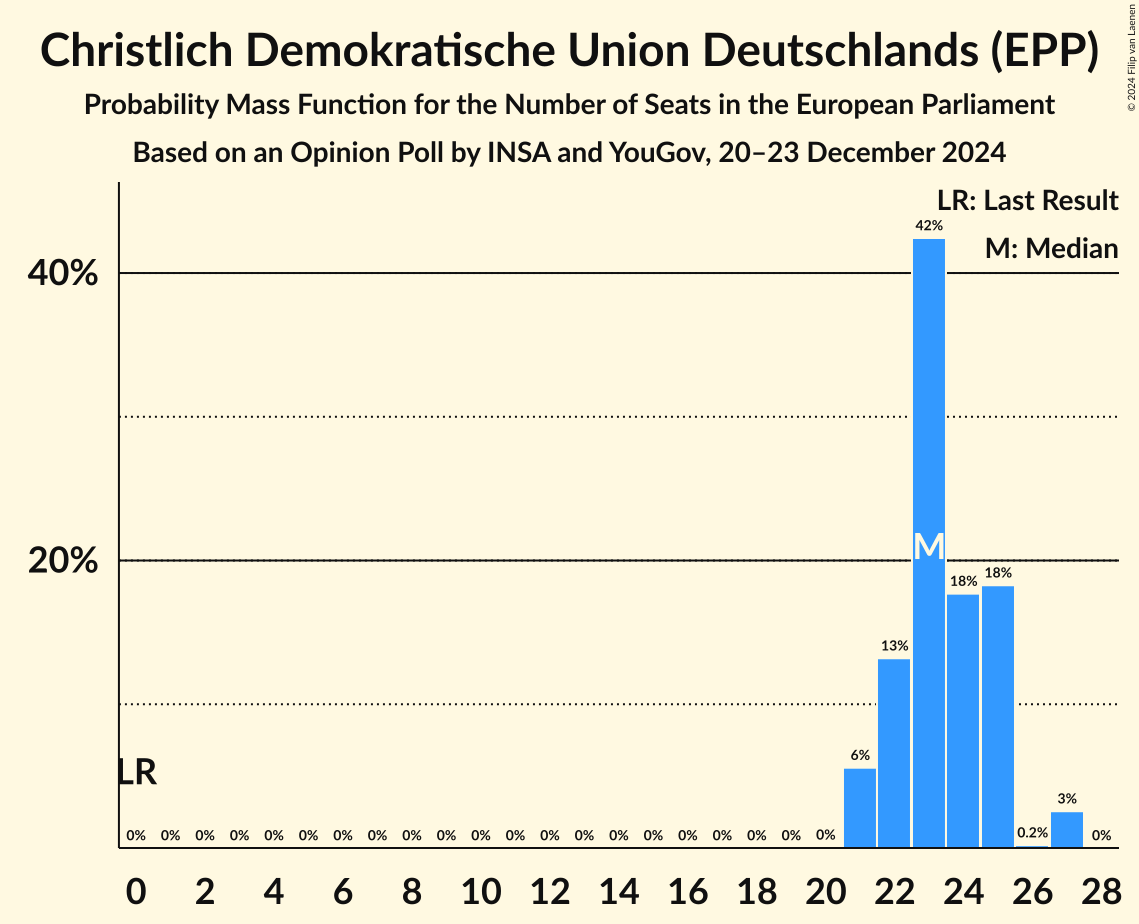 Christlich Demokratische Union Deutschlands (EPP)
Probability Mass Function for the Number of Seats in the European Parliament
Based on an Opinion Poll by INSA and YouGov, 20–23 December 2024
© 2024 Filip van Laenen
LR: Last Result
M: Median
42%
40%
M
20%
18%
18%
13%
6%
LR
3%
0% 0% 0% 0% 0% 0% 0% 0% 0% 0% 0% 0% 0% 0% 0% 0% 0% 0% 0% 0% 0% 0.2% 0%
0 2 4 6 8 10 12 14 16 18 20 22 24 26 28